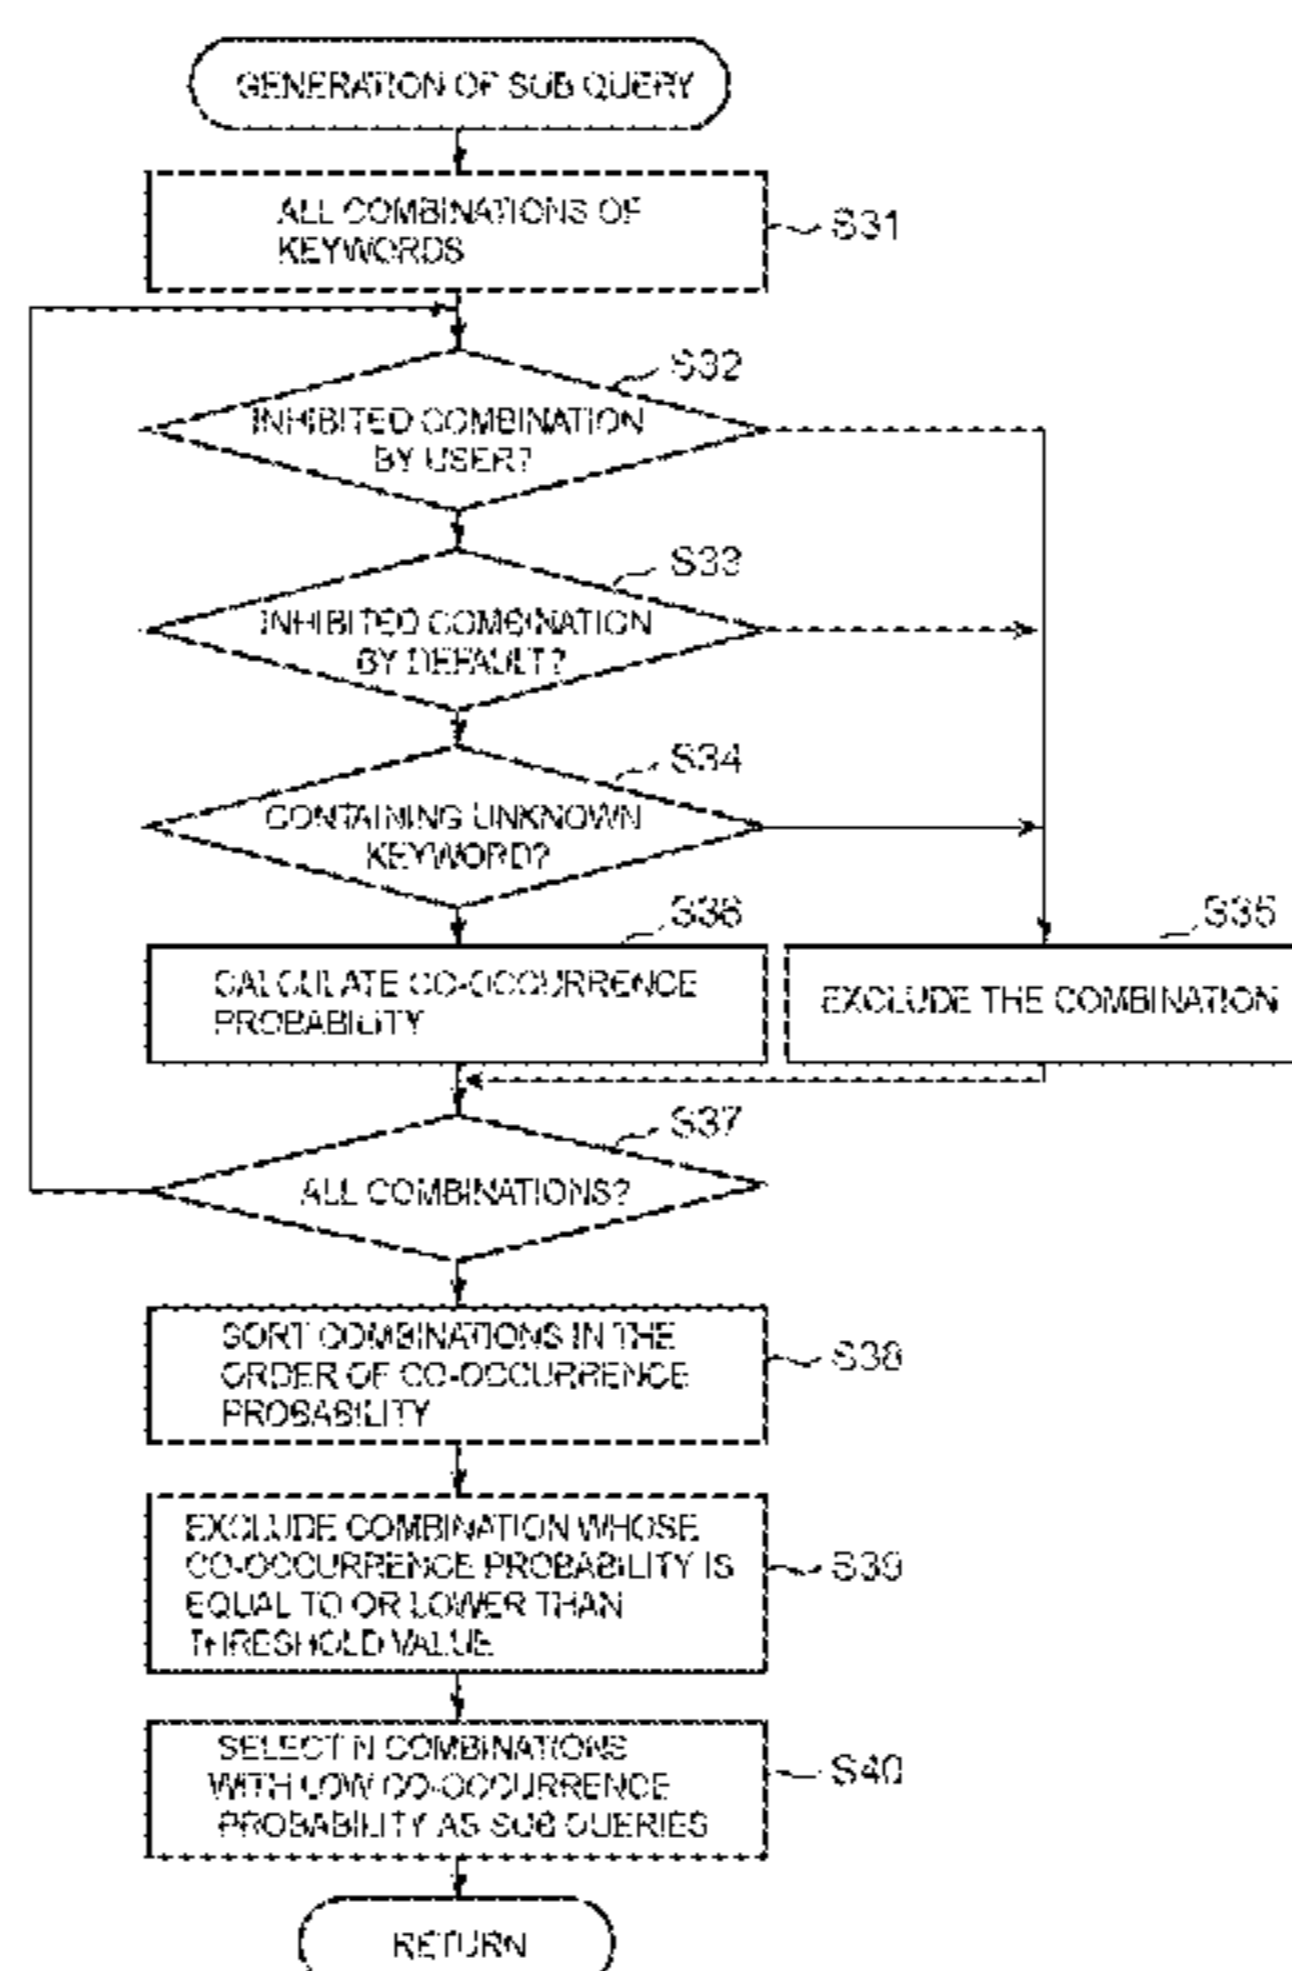 GENERATION OF SUB QUERY
ALL COMBINATIONS OF
KEYWORDS
S31
S32
INHIBITED COMBINATION
BY USER?
S33
INHIBITED COMBINATION
BY DEFAULT?
S34
CONTAINING UNKNOWN
KEYWORD?
S36
CALCULATE CO-OCCURRENCE
PROBABILITY
S35
EXCLUDE THE COMBINATION
S37
ALL COMBINATIONS?
SORT COMBINATIONS IN THE
ORDER OF CO-OCCURRENCE
PROBABILITY
S38
EXCLUDE COMBINATION WHOSE
CO-OCCURRENCE PROBABILITY IS
EQUAL TO OR LOWER THAN
THRESHOLD VALUE
S39
SELECT N COMBINATIONS
WITH LOW CO-OCCURRENCE
PROBABILITY AS SUB QUERIES
S40
RETURN